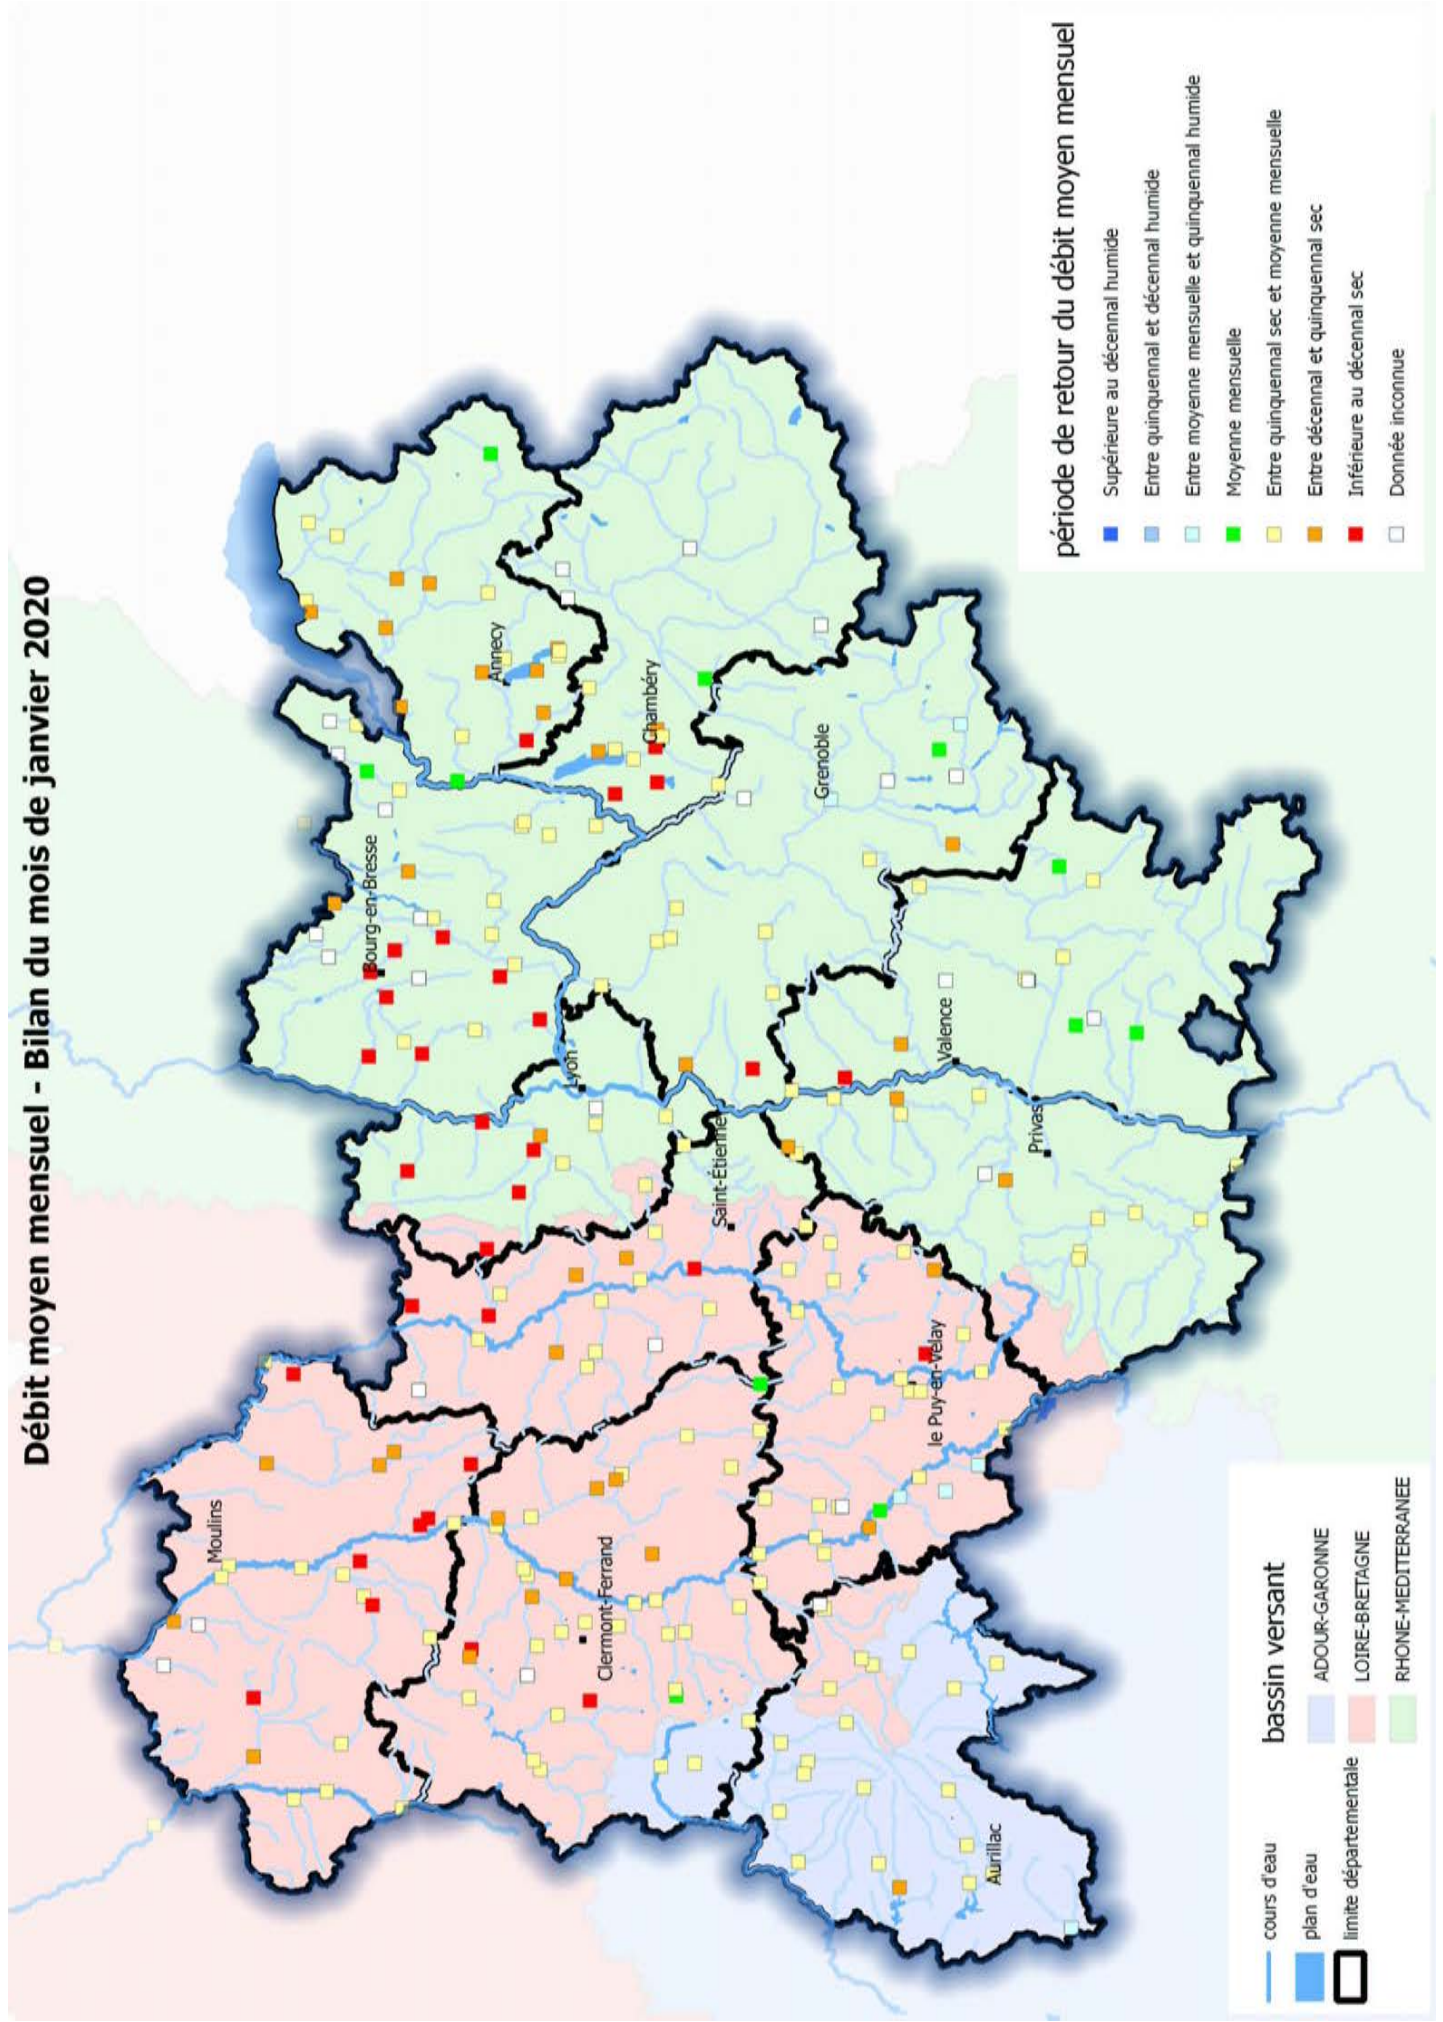 Débit moyen mensuel - Bilan du mois de janvier 2020
Moulins
Bourg-en-Bresse
Annecy
Clermont-Ferrand
Lyon
Chambéry
Saint-Étienne
Grenoble
Aurillac
le Puy-en-Velay
Privas
Valence
cours d'eau
plan d'eau
limite départementale
bassin versant
ADOUR-GARONNE
LOIRE-BRETAGNE
RHONE-MEDITERRANEE
période de retour du débit moyen mensuel
Supérieure au décennal humide
Entre quinquennal et décennal humide
Entre moyenne mensuelle et quinquennal humide
Moyenne mensuelle
Entre quinquennal sec et moyenne mensuelle
Entre décennal et quinquennal sec
Inférieure au décennal sec
Donnée inconnue